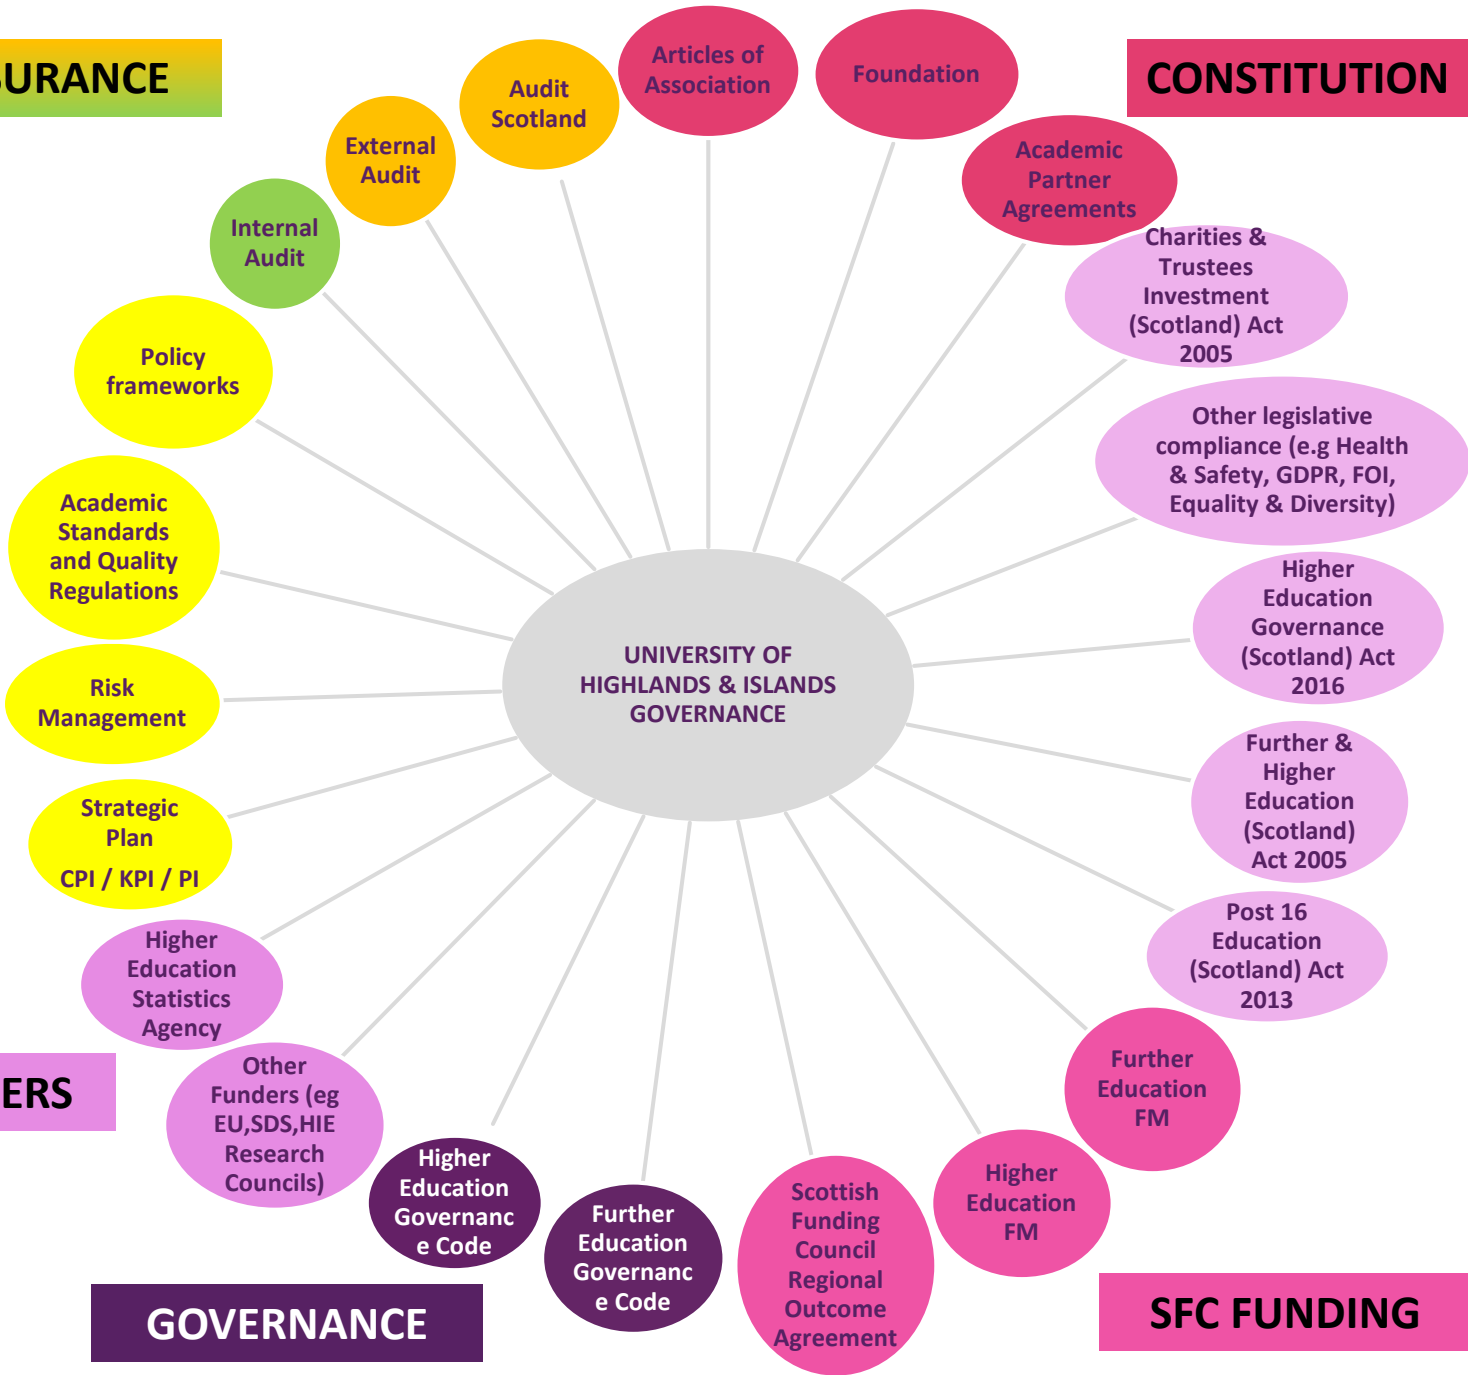 SURANCE
CONSTITUTION
Articles of
Association
Foundation
Academic
Partner
Agreements
Charities &
Trustees
Investment
(Scotland) Act
2005
Other legislative
compliance (e.g Health
& Safety, GDPR, FOI,
Equality & Diversity)
Higher
Education
Governance
(Scotland) Act
2016
Further &
Higher
Education
(Scotland)
Act 2005
Post 16
Education
(Scotland) Act
2013
Further
Education
FM
Higher
Education
FM
SFC FUNDING
Scottish
Funding
Council
Regional
Outcome
Agreement
Further
Education
Governanc
e Code
Higher
Education
Governanc
e Code
GOVERNANCE
Other
Funders (eg
EU,SDS,HIE
Research
Councils)
ERS
Higher
Education
Statistics
Agency
Strategic
Plan
CPI / KPI / PI
Risk
Management
Academic
Standards
and Quality
Regulations
Policy
frameworks
Internal
Audit
External
Audit
Audit
Scotland
UNIVERSITY OF
HIGHLANDS & ISLANDS
GOVERNANCE